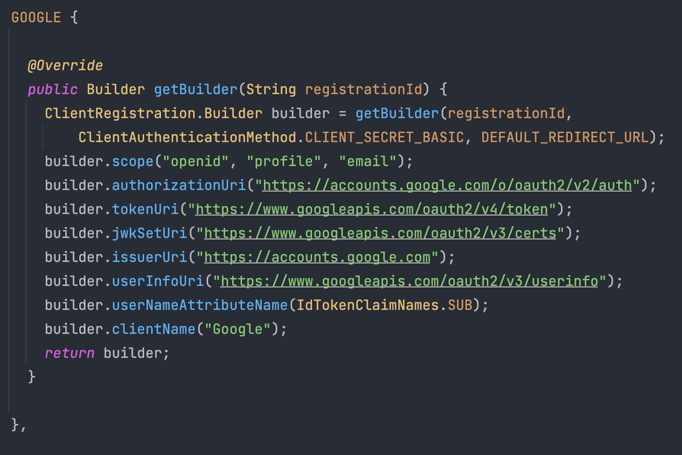 GOOGLE {
@Override
public Builder getBuilder(String registrationId) {
ClientRegistration.Builder builder = getBuilder(registrationId,
ClientAuthenticationMethod.CLIENT_SECRET_BASIC, DEFAULT_REDIRECT_URL);
builder.scope("openid", "profile", "email");
builder.authorizationUri("https://accounts.google.com/o/oauth2/v2/auth");
builder.tokenUri("https://www.googleapis.com/oauth2/v4/token");
builder.jwkSetUri("https://www.googleapis.com/oauth2/v3/certs");
builder.issuerUri("https://accounts.google.com");
builder.userInfoUri("https://www.googleapis.com/oauth2/v3/userinfo");
builder.userNameAttributeName(IdTokenClaimNames.SUB);
builder.clientName("Google");
return builder;
}
},